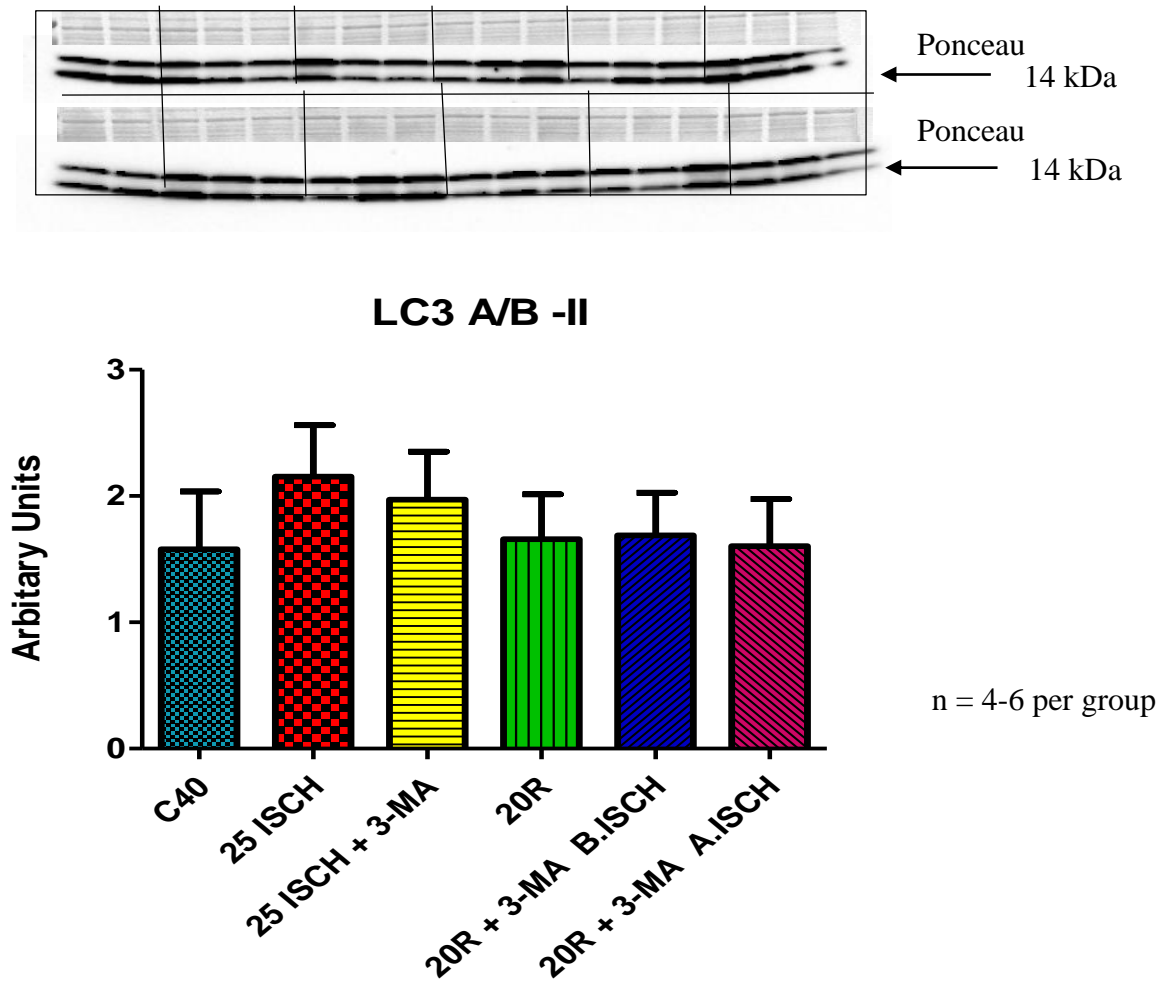 Ponceau
14 kDa
Ponceau
14 kDa
LC3 A/B -II
Arbitary Units
3
2
1
0
n = 4-6 per group
C40
25 ISCH
25 ISCH + 3-MA
20R
20R + 3-MA B.ISCH
20R + 3-MA A.ISCH